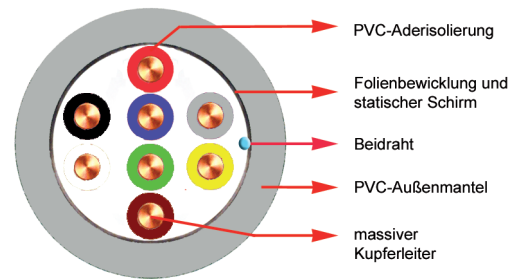 PVC-Aderisolierung
Folienbewicklung und
statischer Schirm
Beidraht
PVC-Außenmantel
massiver
Kupferleiter